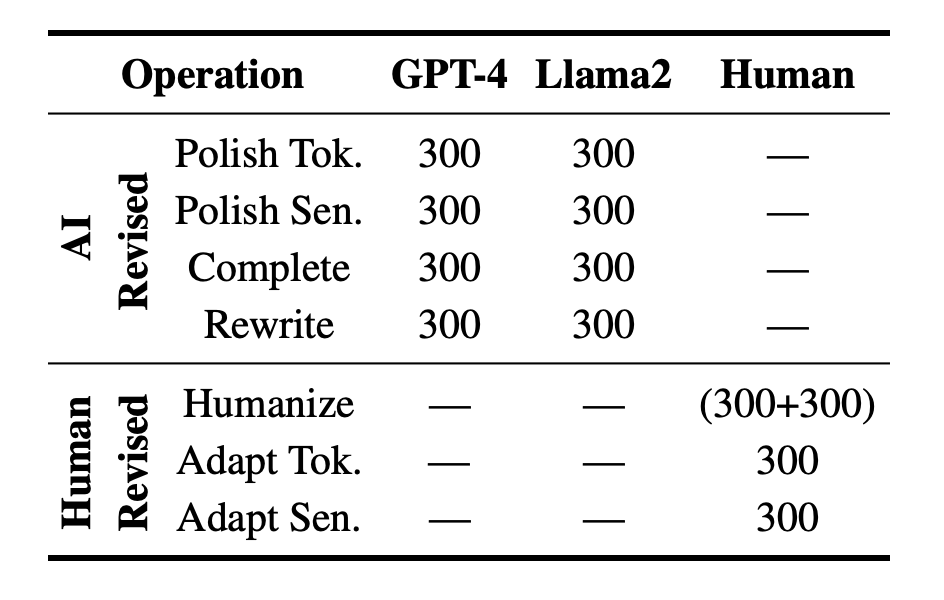 Operation GPT-4 Llama2 Human
AI Revised
Polish Tok. 300 300 —
Polish Sen. 300 300 —
Complete 300 300 —
Rewrite 300 300 —
Human Revised
Humanize — — (300+300)
Adapt Tok. — — 300
Adapt Sen. — — 300